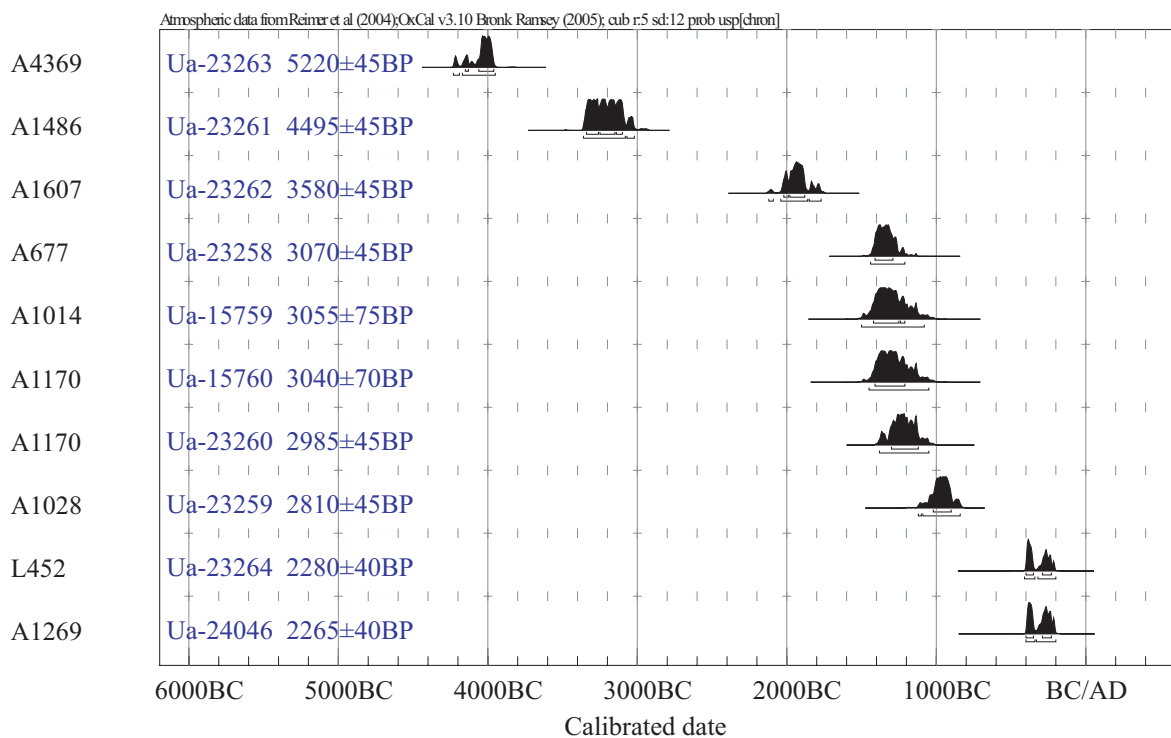 Atmospheric data from Reimer et al (2004);OxCal v3.10 Bronk Ramsey (2005); cub r:5 sd:12 prob usp[chron]
A4369 Ua-23263 5220±45BP
A1486 Ua-23261 4495±45BP
A1607 Ua-23262 3580±45BP
A677 Ua-23258 3070±45BP
A1014 Ua-15759 3055±75BP
A1170 Ua-15760 3040±70BP
A1170 Ua-23260 2985±45BP
A1028 Ua-23259 2810±45BP
L452 Ua-23264 2280±40BP
A1269 Ua-24046 2265±40BP
6000BC 5000BC 4000BC 3000BC 2000BC 1000BC BC/AD
Calibrated date